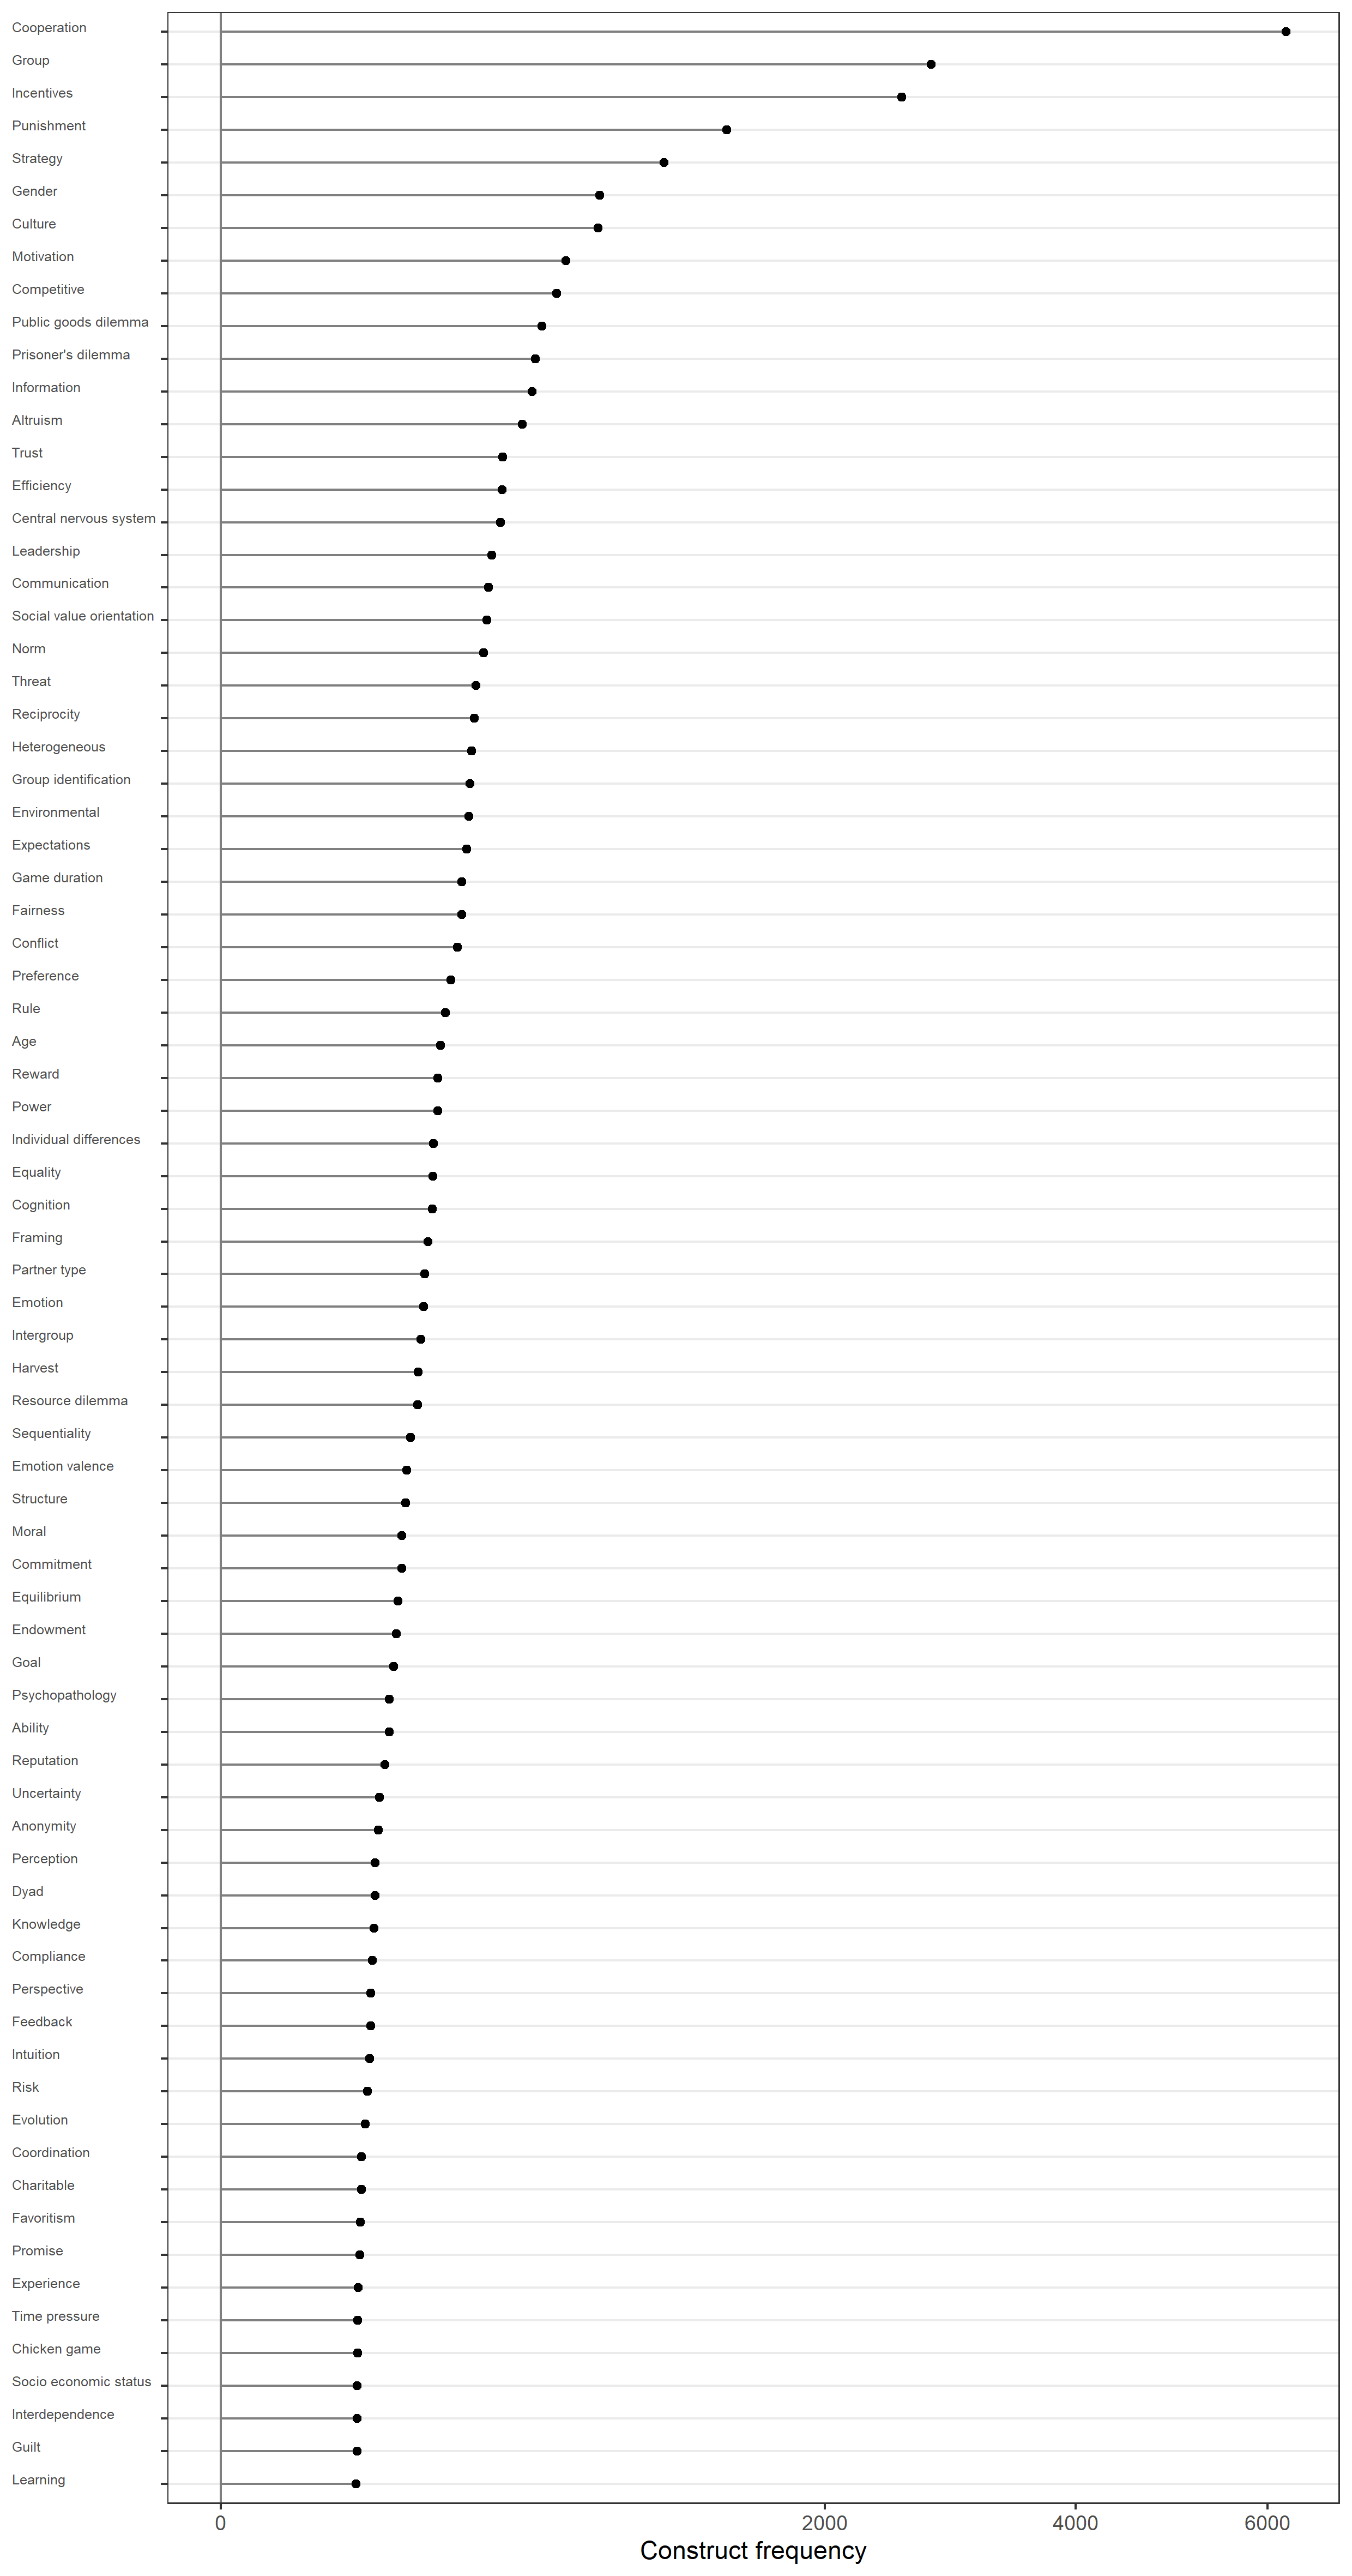 Cooperation
Group
Incentives
Punishment
Strategy
Gender
Culture
Motivation
Competitive
Public goods dilemma
Prisoner's dilemma
Information
Altruism
Trust
Efficiency
Central nervous system
Leadership
Communication
Social value orientation
Norm
Threat
Reciprocity
Heterogeneous
Group identification
Environmental
Expectations
Game duration
Fairness
Conflict
Preference
Rule
Age
Reward
Power
Individual differences
Equality
Cognition
Framing
Partner type
Emotion
Intergroup
Harvest
Resource dilemma
Sequentiality
Emotion valence
Structure
Moral
Commitment
Equilibrium
Endowment
Goal
Psychopathology
Ability
Reputation
Uncertainty
Anonymity
Perception
Dyad
Knowledge
Compliance
Perspective
Feedback
Intuition
Risk
Evolution
Coordination
Charitable
Favoritism
Promise
Experience
Time pressure
Chicken game
Socio economic status
Interdependence
Guilt
Learning
0 2000 4000 6000
Construct frequency